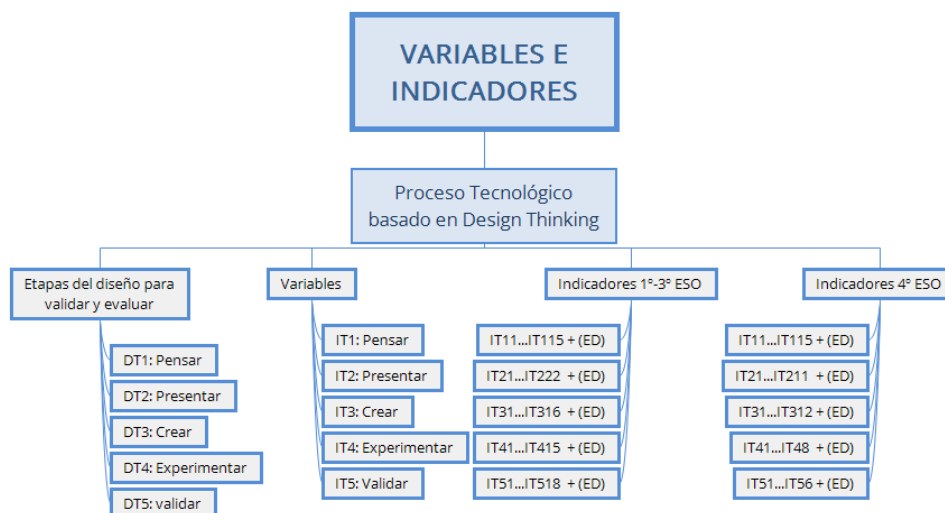 VARIABLES E
INDICADORES
Proceso Tecnológico
basado en Design Thinking
Etapas del diseño para
validar y evaluar
DT1: Pensar
DT2: Presentar
DT3: Crear
DT4: Experimentar
DT5: validar
Variables
IT1: Pensar
IT2: Presentar
IT3: Crear
IT4: Experimentar
IT5: Validar
Indicadores 1º-3º ESO
IT11...IT115 + (ED)
IT21...IT222 + (ED)
IT31...IT316 + (ED)
IT41...IT415 + (ED)
IT51...IT518 + (ED)
Indicadores 4º ESO
IT11...IT115 + (ED)
IT21...IT211 + (ED)
IT31...IT312 + (ED)
IT41...IT48 + (ED)
IT51...IT56 + (ED)